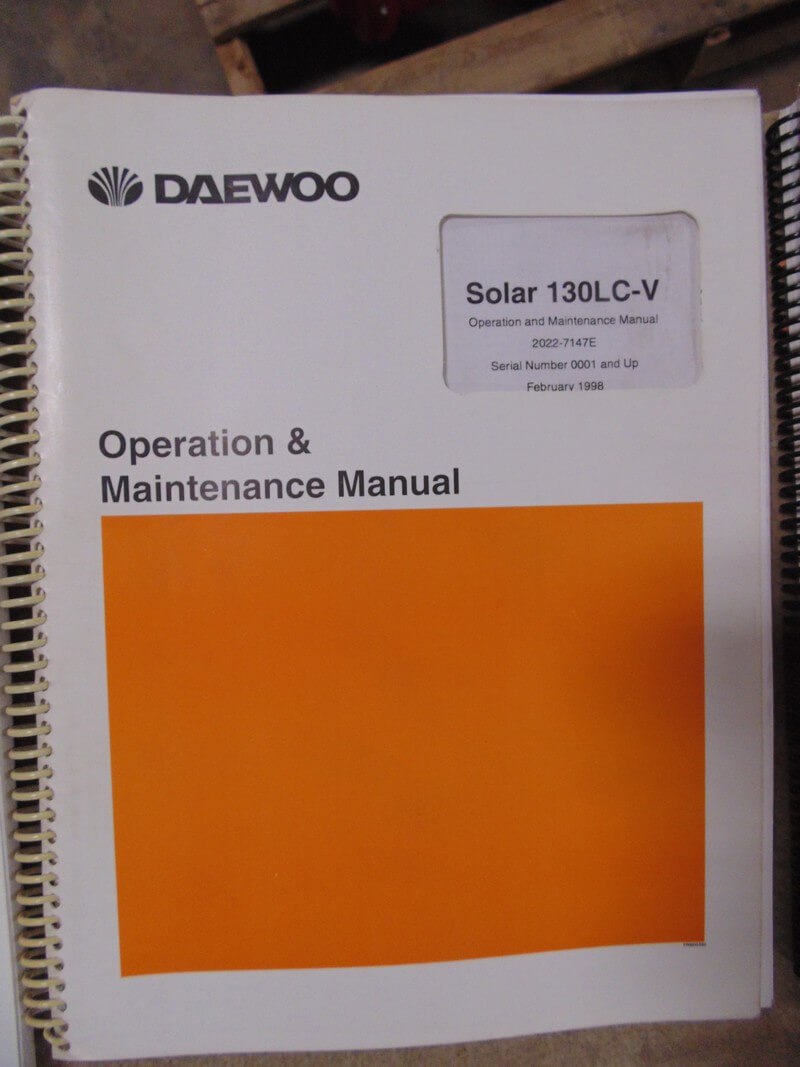 DAEWOO
Solar 130LC-V
Operation and Maintenance Manual
2022-7147E
Serial Number 0001 and Up
February 1998
Operation &
Maintenance Manual